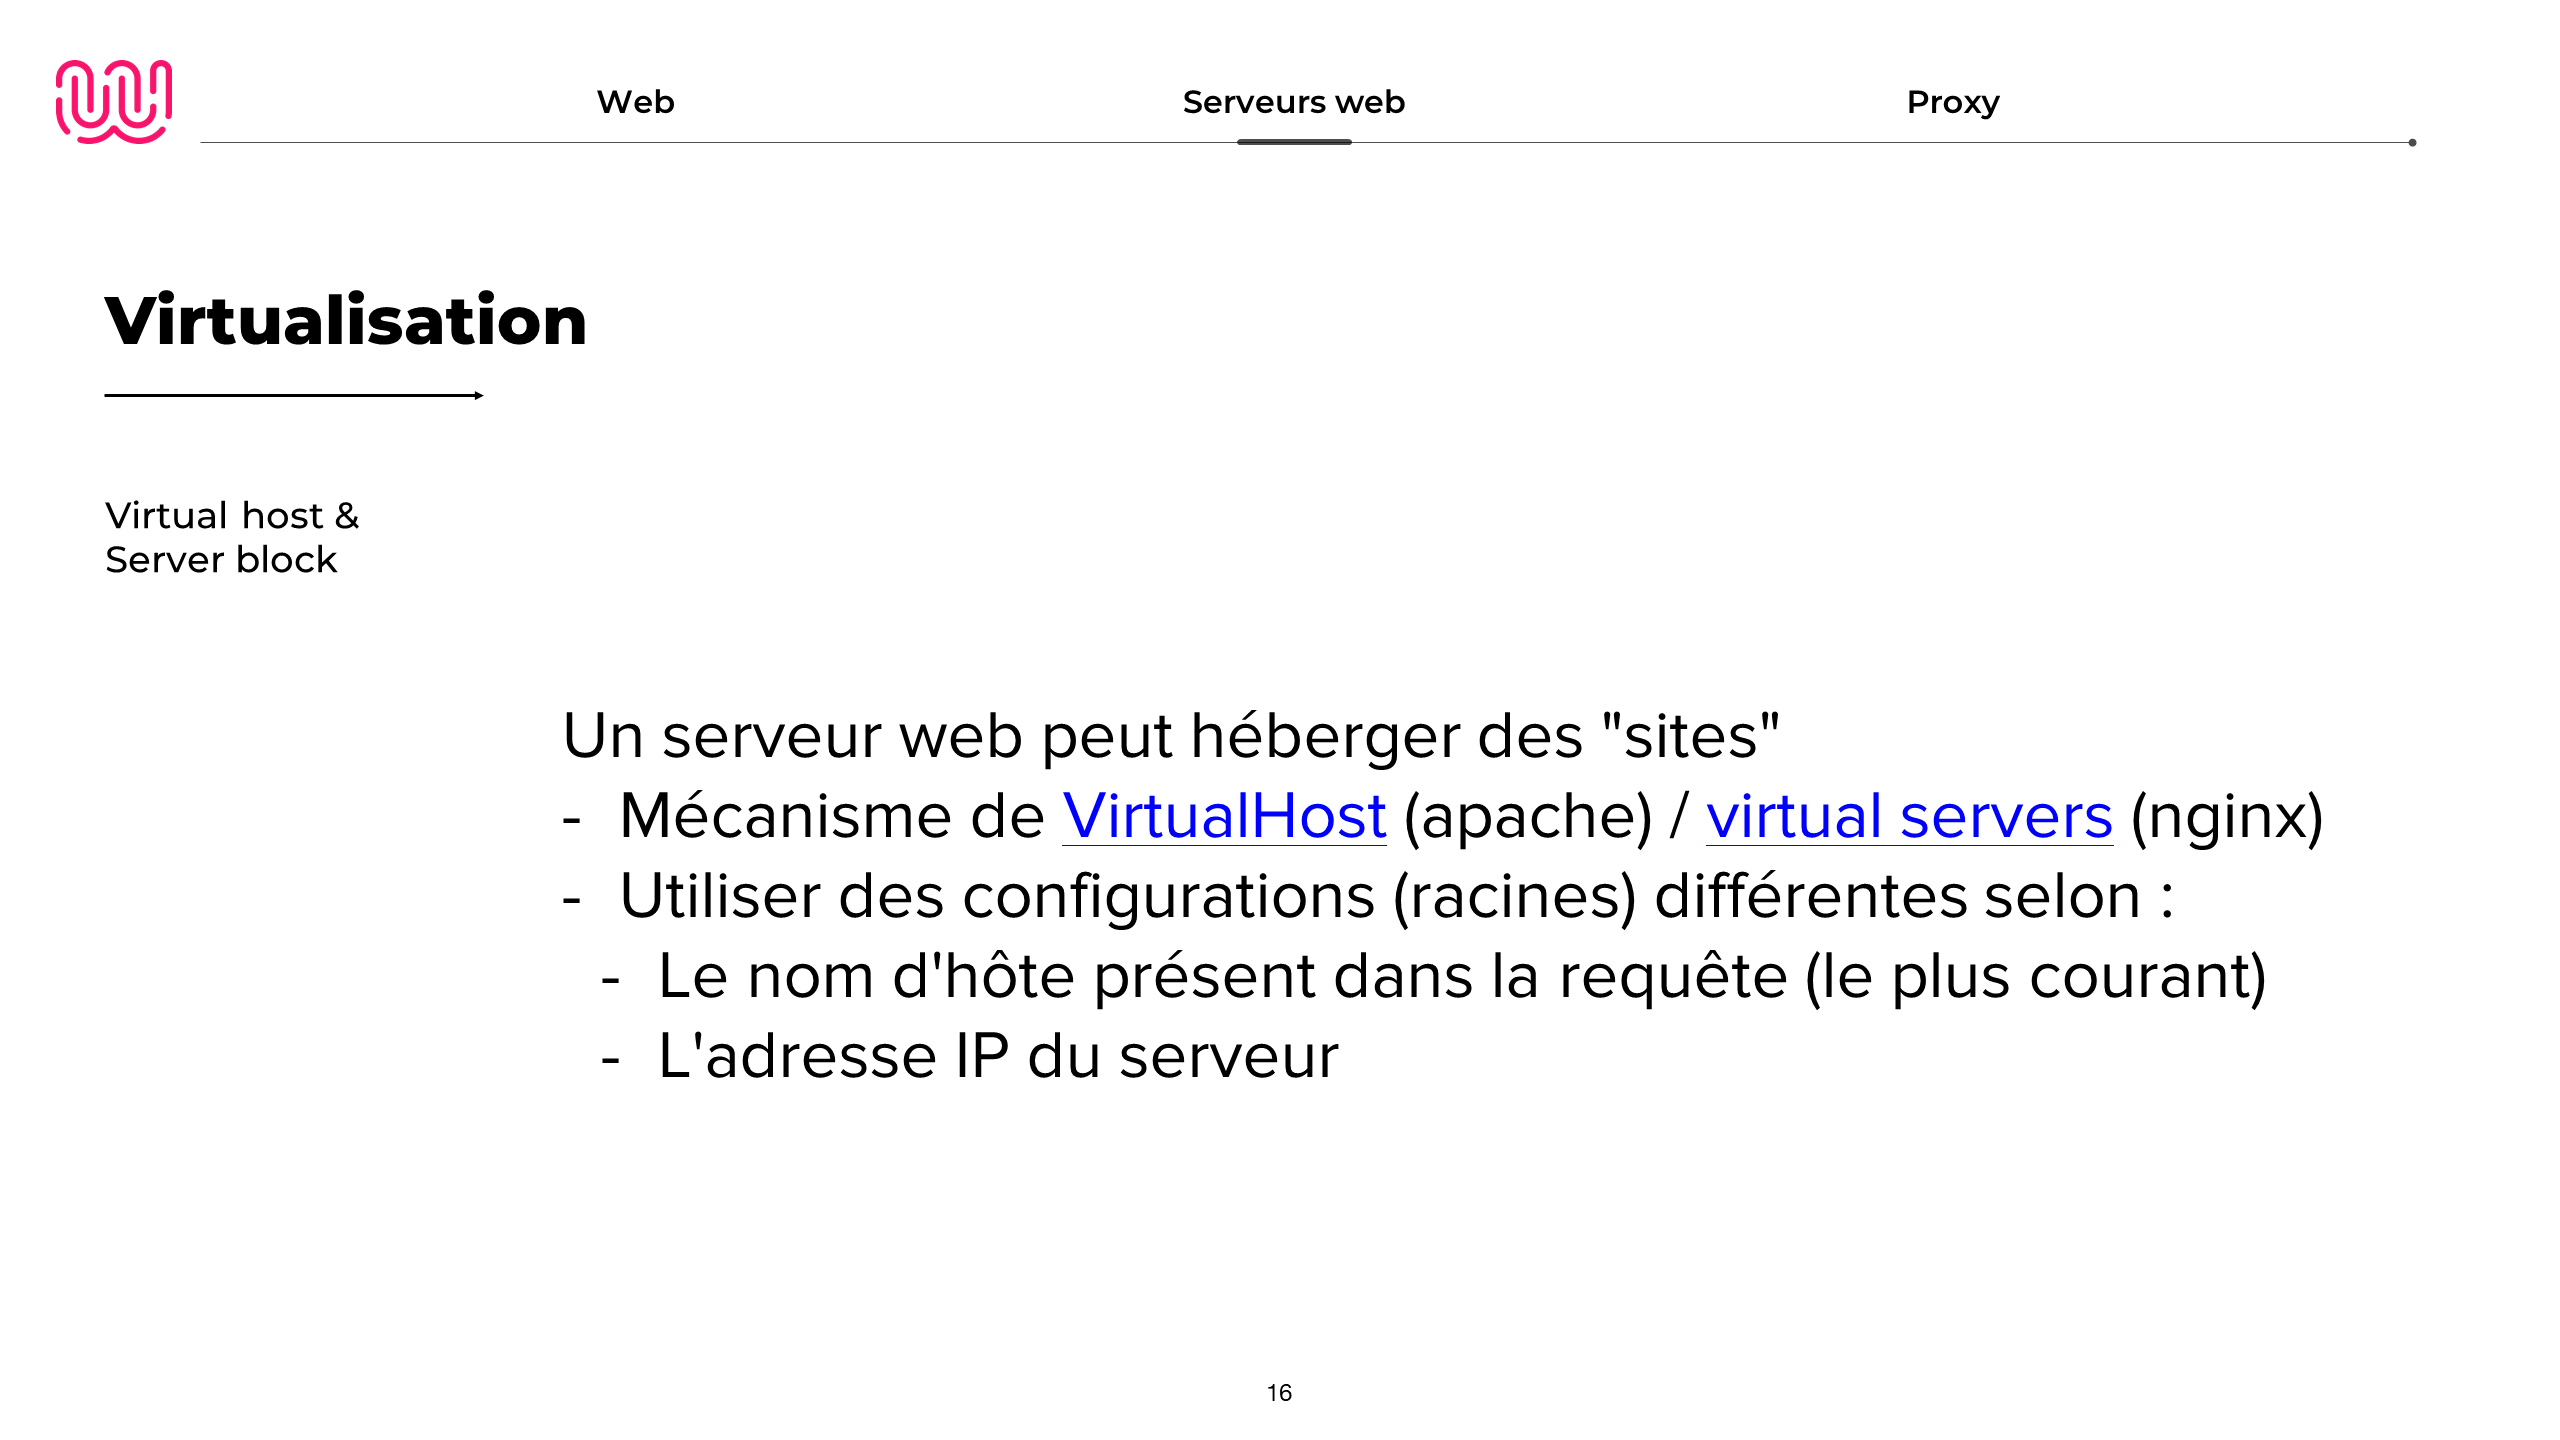 Web
Serveurs web
Proxy
Virtualisation
Virtual host &
Server block
Un serveur web peut héberger des "sites"
- Mécanisme de VirtualHost (apache) / virtual servers (nginx)
- Utiliser des configurations (racines) différentes selon :
- Le nom d'hôte présent dans la requête (le plus courant)
- L'adresse IP du serveur
16